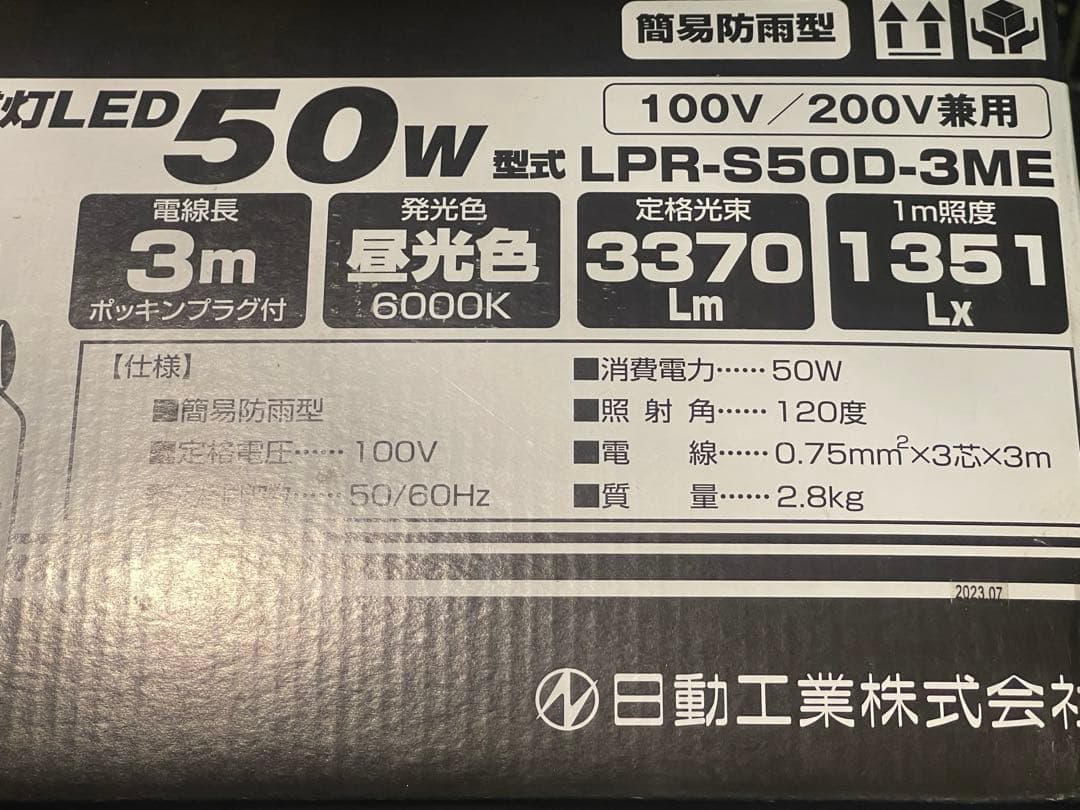 簡易防雨型
灯LED50W
100V／200V兼用
型式 LPR-S50D-3ME
電線長
3m
ポッキンプラグ付
発光色
昼光色
6000K
定格光束
3370
Lm
1m照度
1351
Lx
【仕様】
■簡易防雨型
■定格電圧……100V
50/60Hz
■消費電力……50W
■照射角……120度
■電線……0.75mm²×3芯×3m
■質量……2.8kg
2023.07
日動工業株式会社